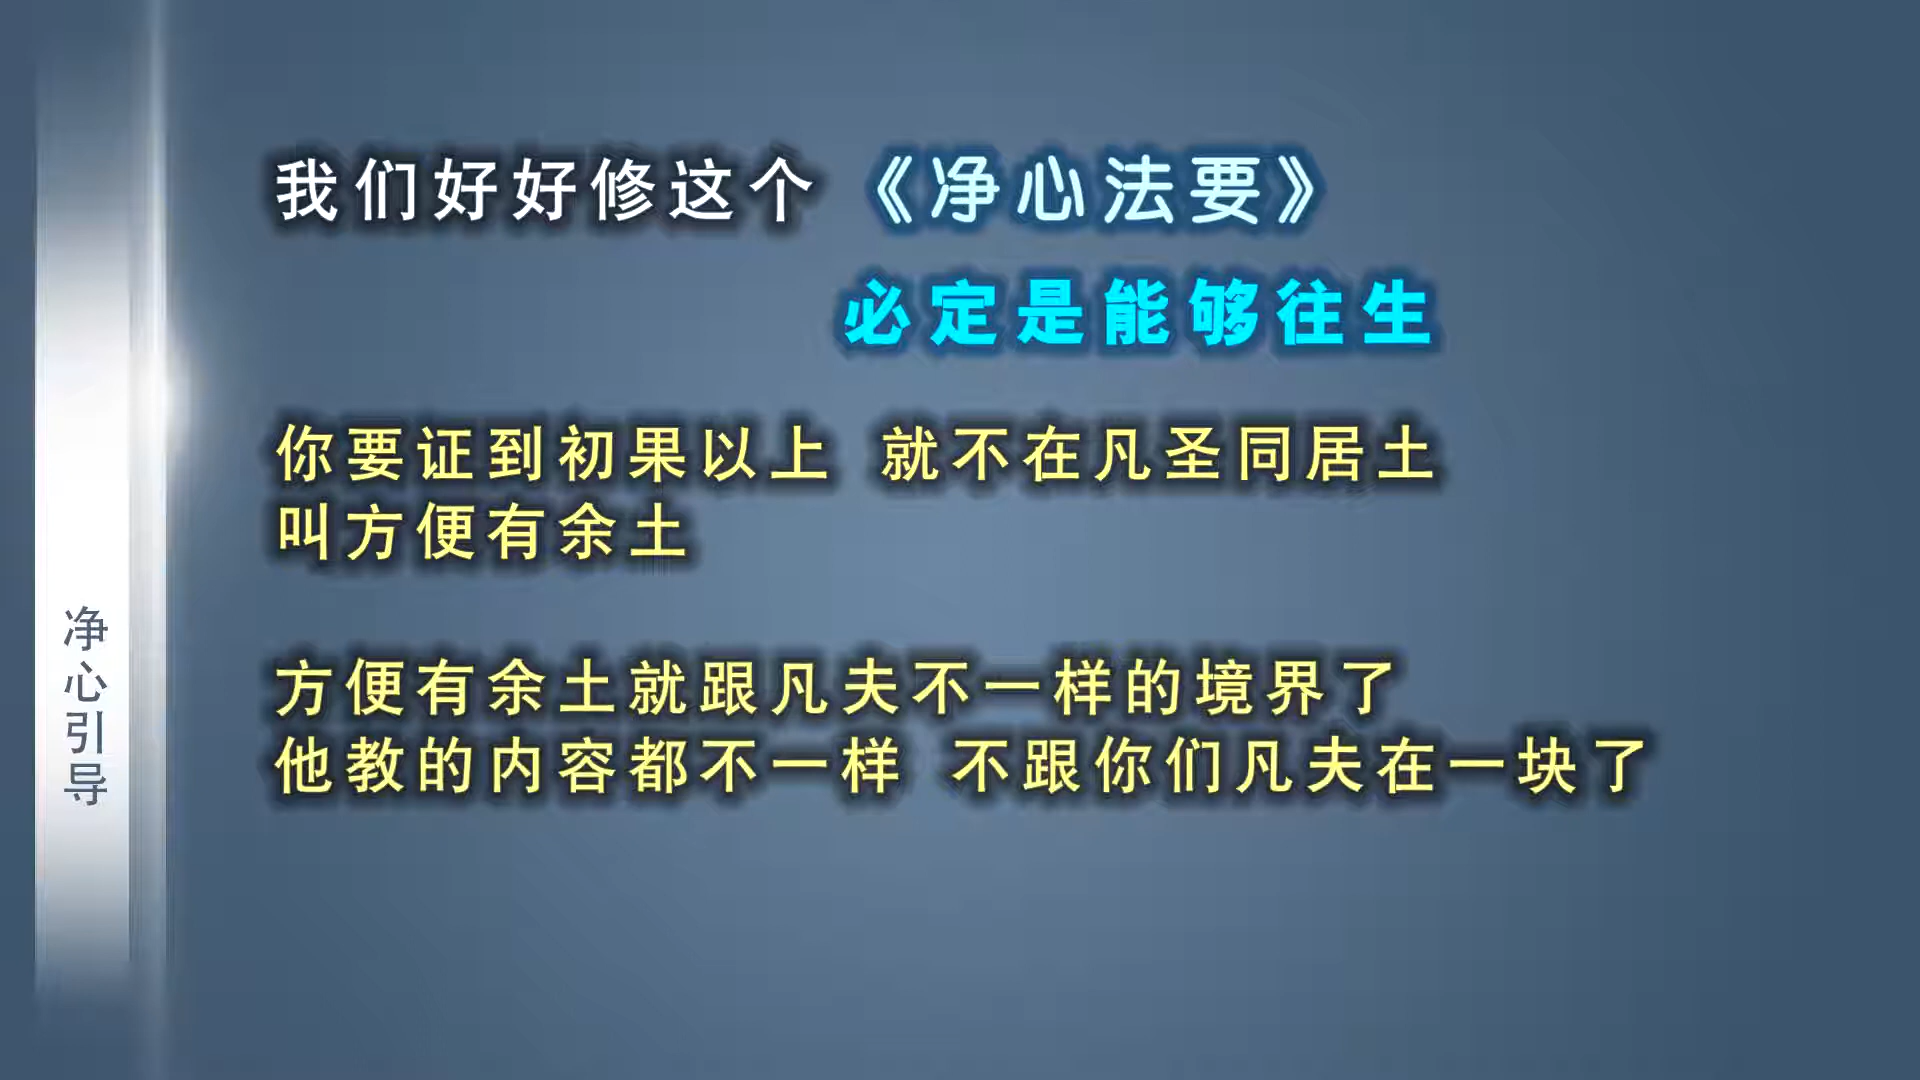 我们好好修这个《净心法要》
必定是能够往生
你要证到初果以上 就不在凡圣同居土
叫方便有余土
方便有余土就跟凡夫不一样的境界了
他教的内容都不一样 不跟你们凡夫在一块了
净心引导